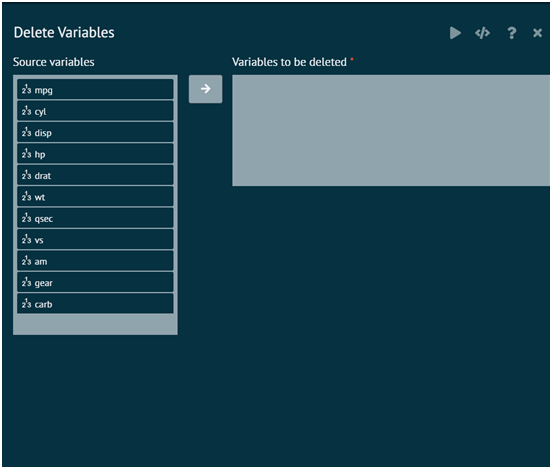 Delete Variables
Source variables
Variables to be deleted *
mpg
cyl
disp
hp
drat
wt
qsec
vs
am
gear
carb